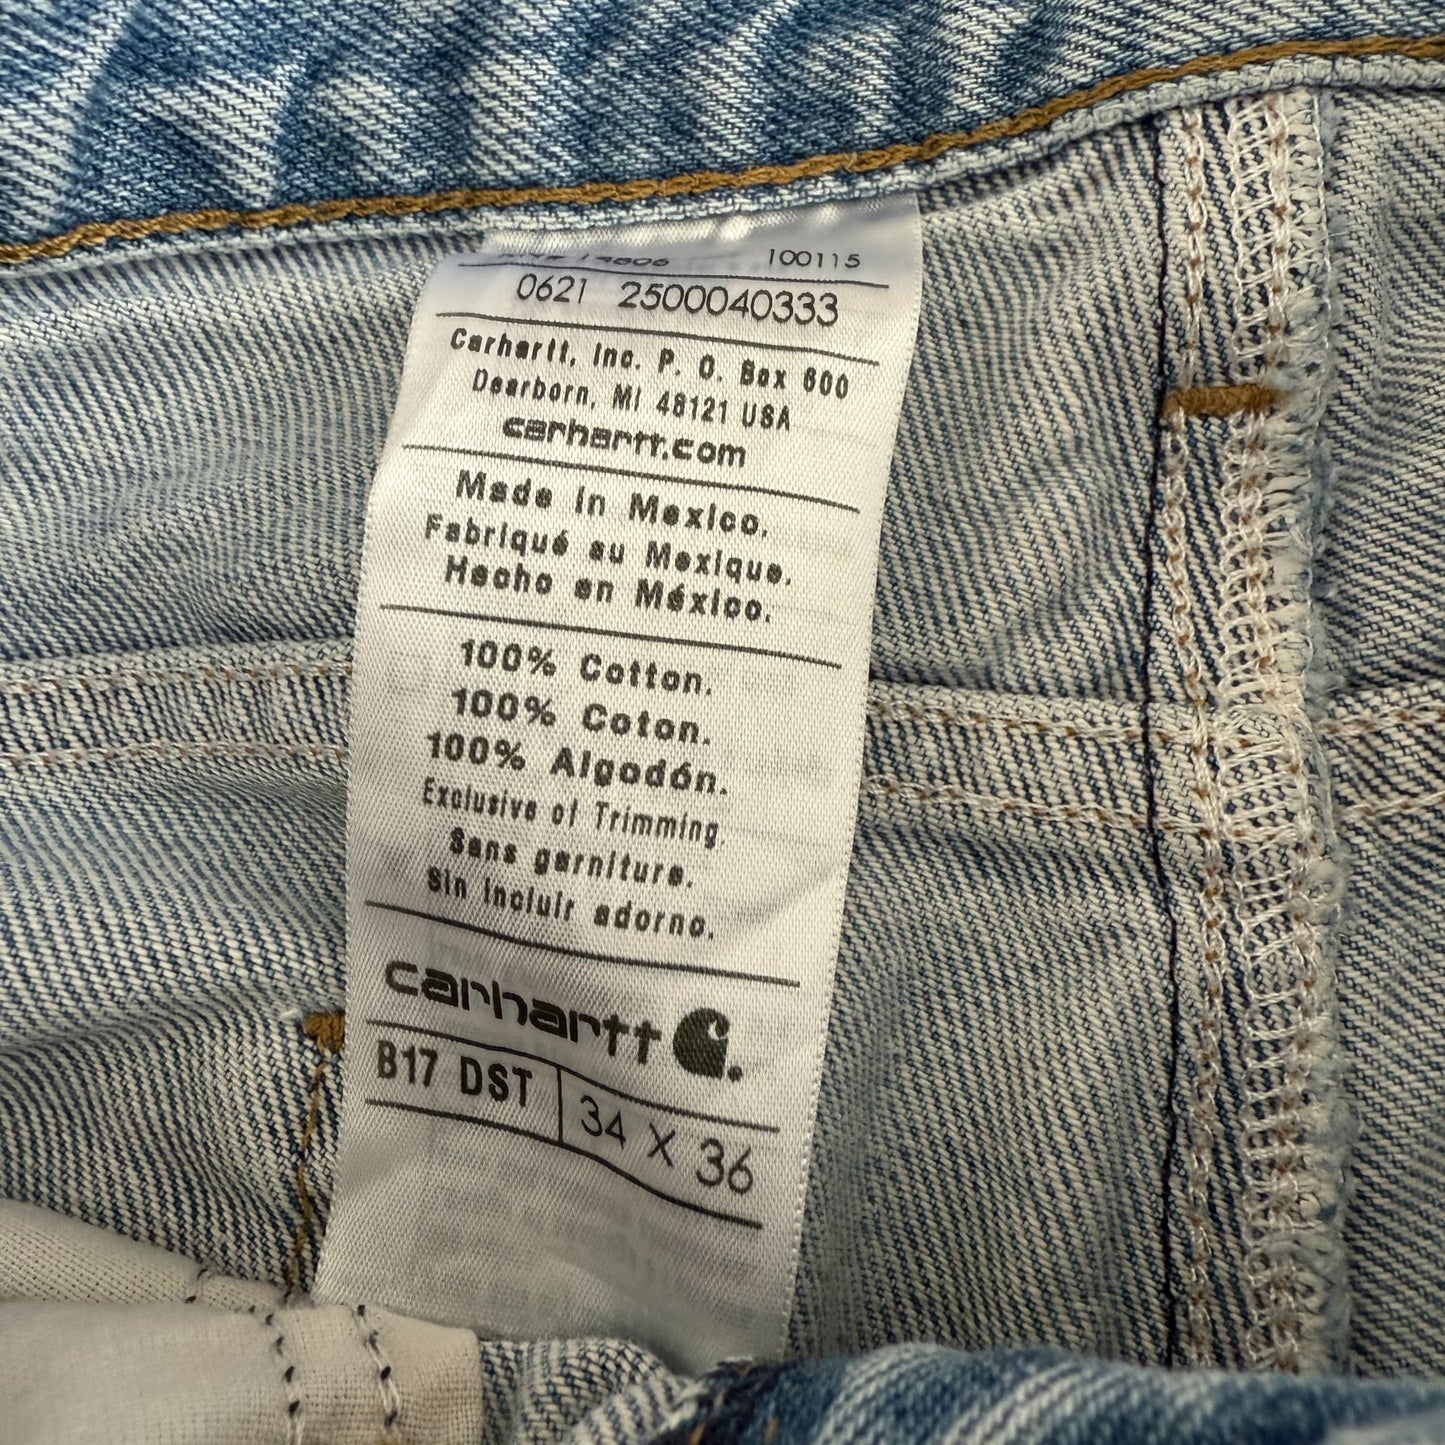 100115
0621 2500040333
Carhartt, Inc. P. O. Box 600
Dearborn, MI 48121 USA
carhartt.com
Made in Mexico.
Fabriqué au Mexique.
Hecho en México.
100% Cotton.
100% Coton.
100% Algodón.
Exclusive of Trimming.
Sans garniture.
Sin incluir adorno.
carhartt
B17 DST 34 X 36